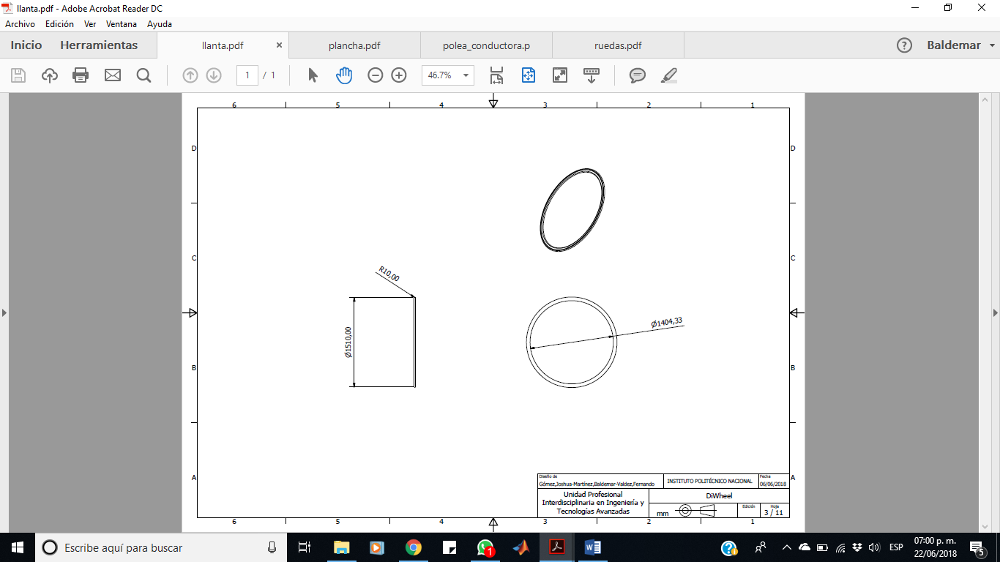 llanta.pdf - Adobe Acrobat Reader DC
Archivo Edición Ver Ventana Ayuda
Inicio Herramientas llanta.pdf × plancha.pdf polea_conductora.p ruedas.pdf ? Baldemar
1 / 1 46.7%
6 5 4 3 2 1
D D
C C
R10,00
Ø1404,33
Ø1510,00
B B
A A
Diseño de
Gómez,Joshua-Martínez,Baldemar-Valdez,Fernando
INSTITUTO POLITÉCNICO NACIONAL
Fecha
06/06/2018
Unidad Profesional
Interdisciplinaria en Ingeniería y
Tecnologías Avanzadas
DiWheel
mm
Edición
Hoja
3 / 11
6 5 4 3 2 1
Escribe aquí para buscar
1
ESP
07:00 p. m.
22/06/2018
5